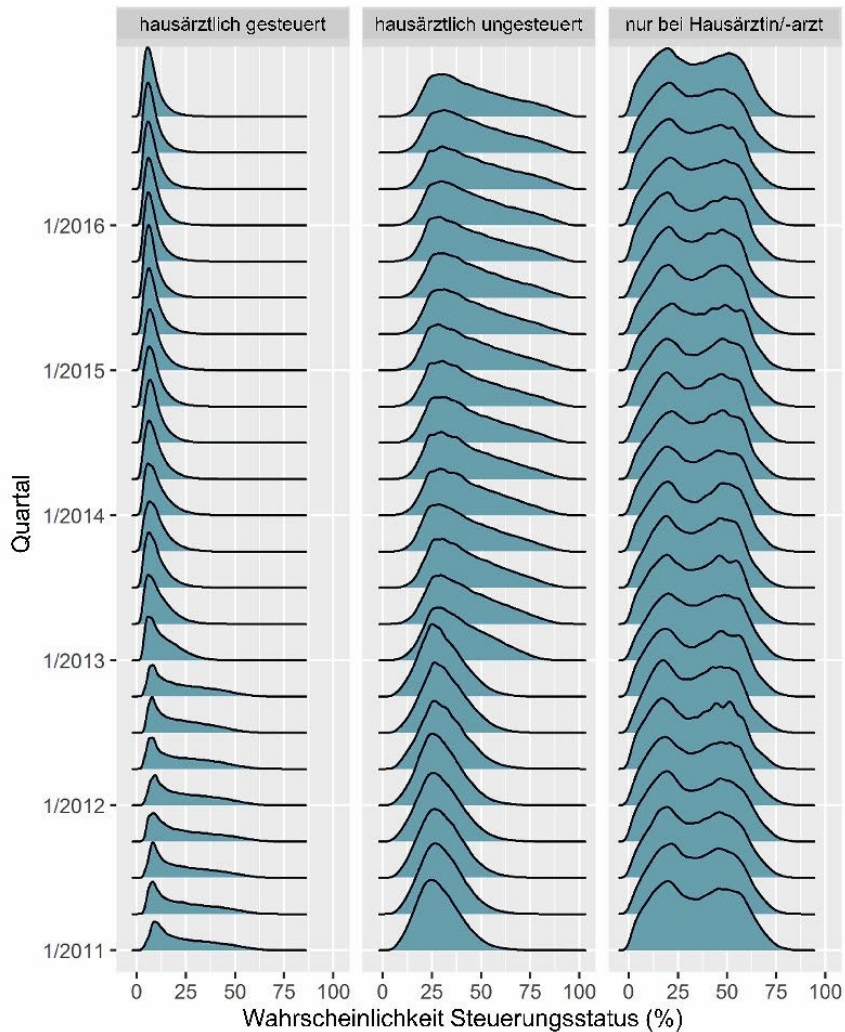 hausärztlich gesteuert
hausärztlich ungesteuert
nur bei Hausärztin/-arzt
Quartal
1/2016
1/2015
1/2014
1/2013
1/2012
1/2011
0 25 50 75 100
0 25 50 75 100
0 25 50 75 100
Wahrscheinlichkeit Steuerungsstatus (%)